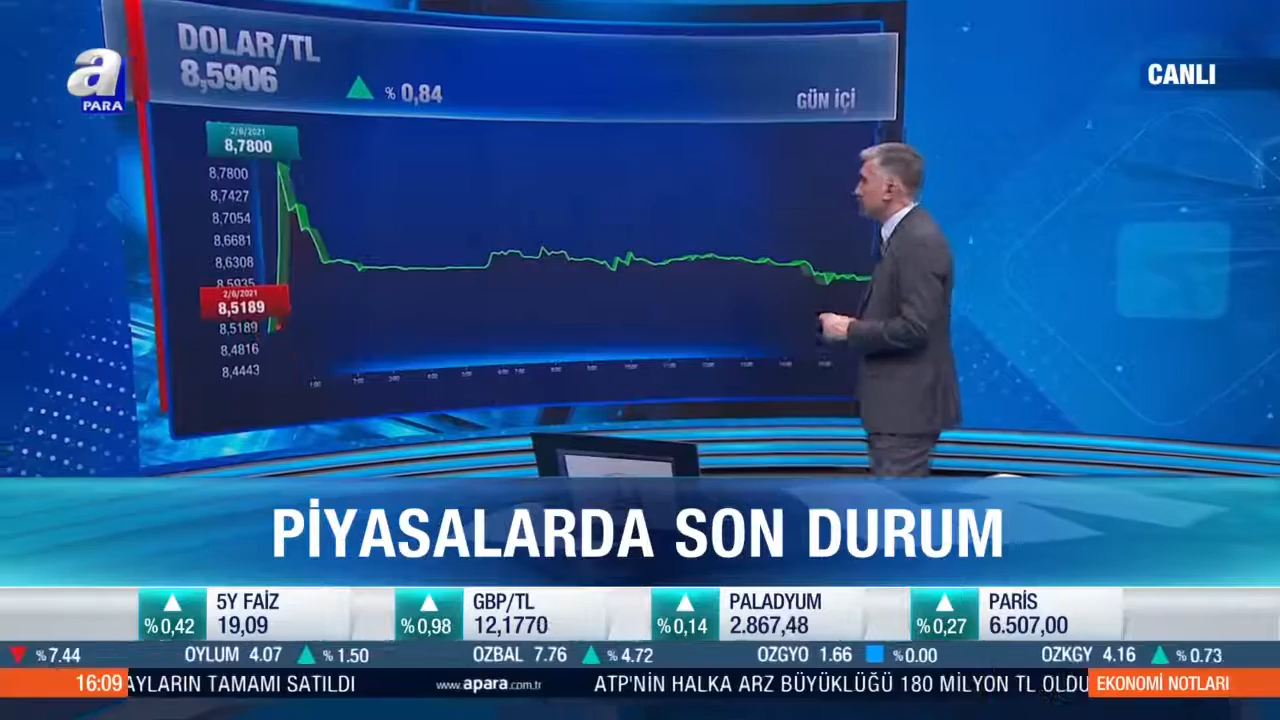 DOLAR/TL
8,5906
% 0,84
GÜN İÇİ
a
PARA
CANLI
2/6/2021
8,7800
8,7800
8,7427
8,7054
8,6681
8,6308
8,5935
2/6/2021
8,5189
8,5189
8,4816
8,4443
PİYASALARDA SON DURUM
% 0,42 5Y FAİZ 19,09
% 0,98 GBP/TL 12,1770
% 0,14 PALADYUM 2.867,48
% 0,27 PARİS 6.507,00
%7.44 OYLUM 4.07 % 1.50 OZBAL 7.76 % 4.72 OZGYO 1.66 %0.00 OZKGY 4.16 % 0.73
16:09 AYLARIN TAMAMI SATILDI www.apara.com.tr ATP'NİN HALKA ARZ BÜYÜKLÜĞÜ 180 MİLYON TL OLDU EKONOMİ NOTLARI